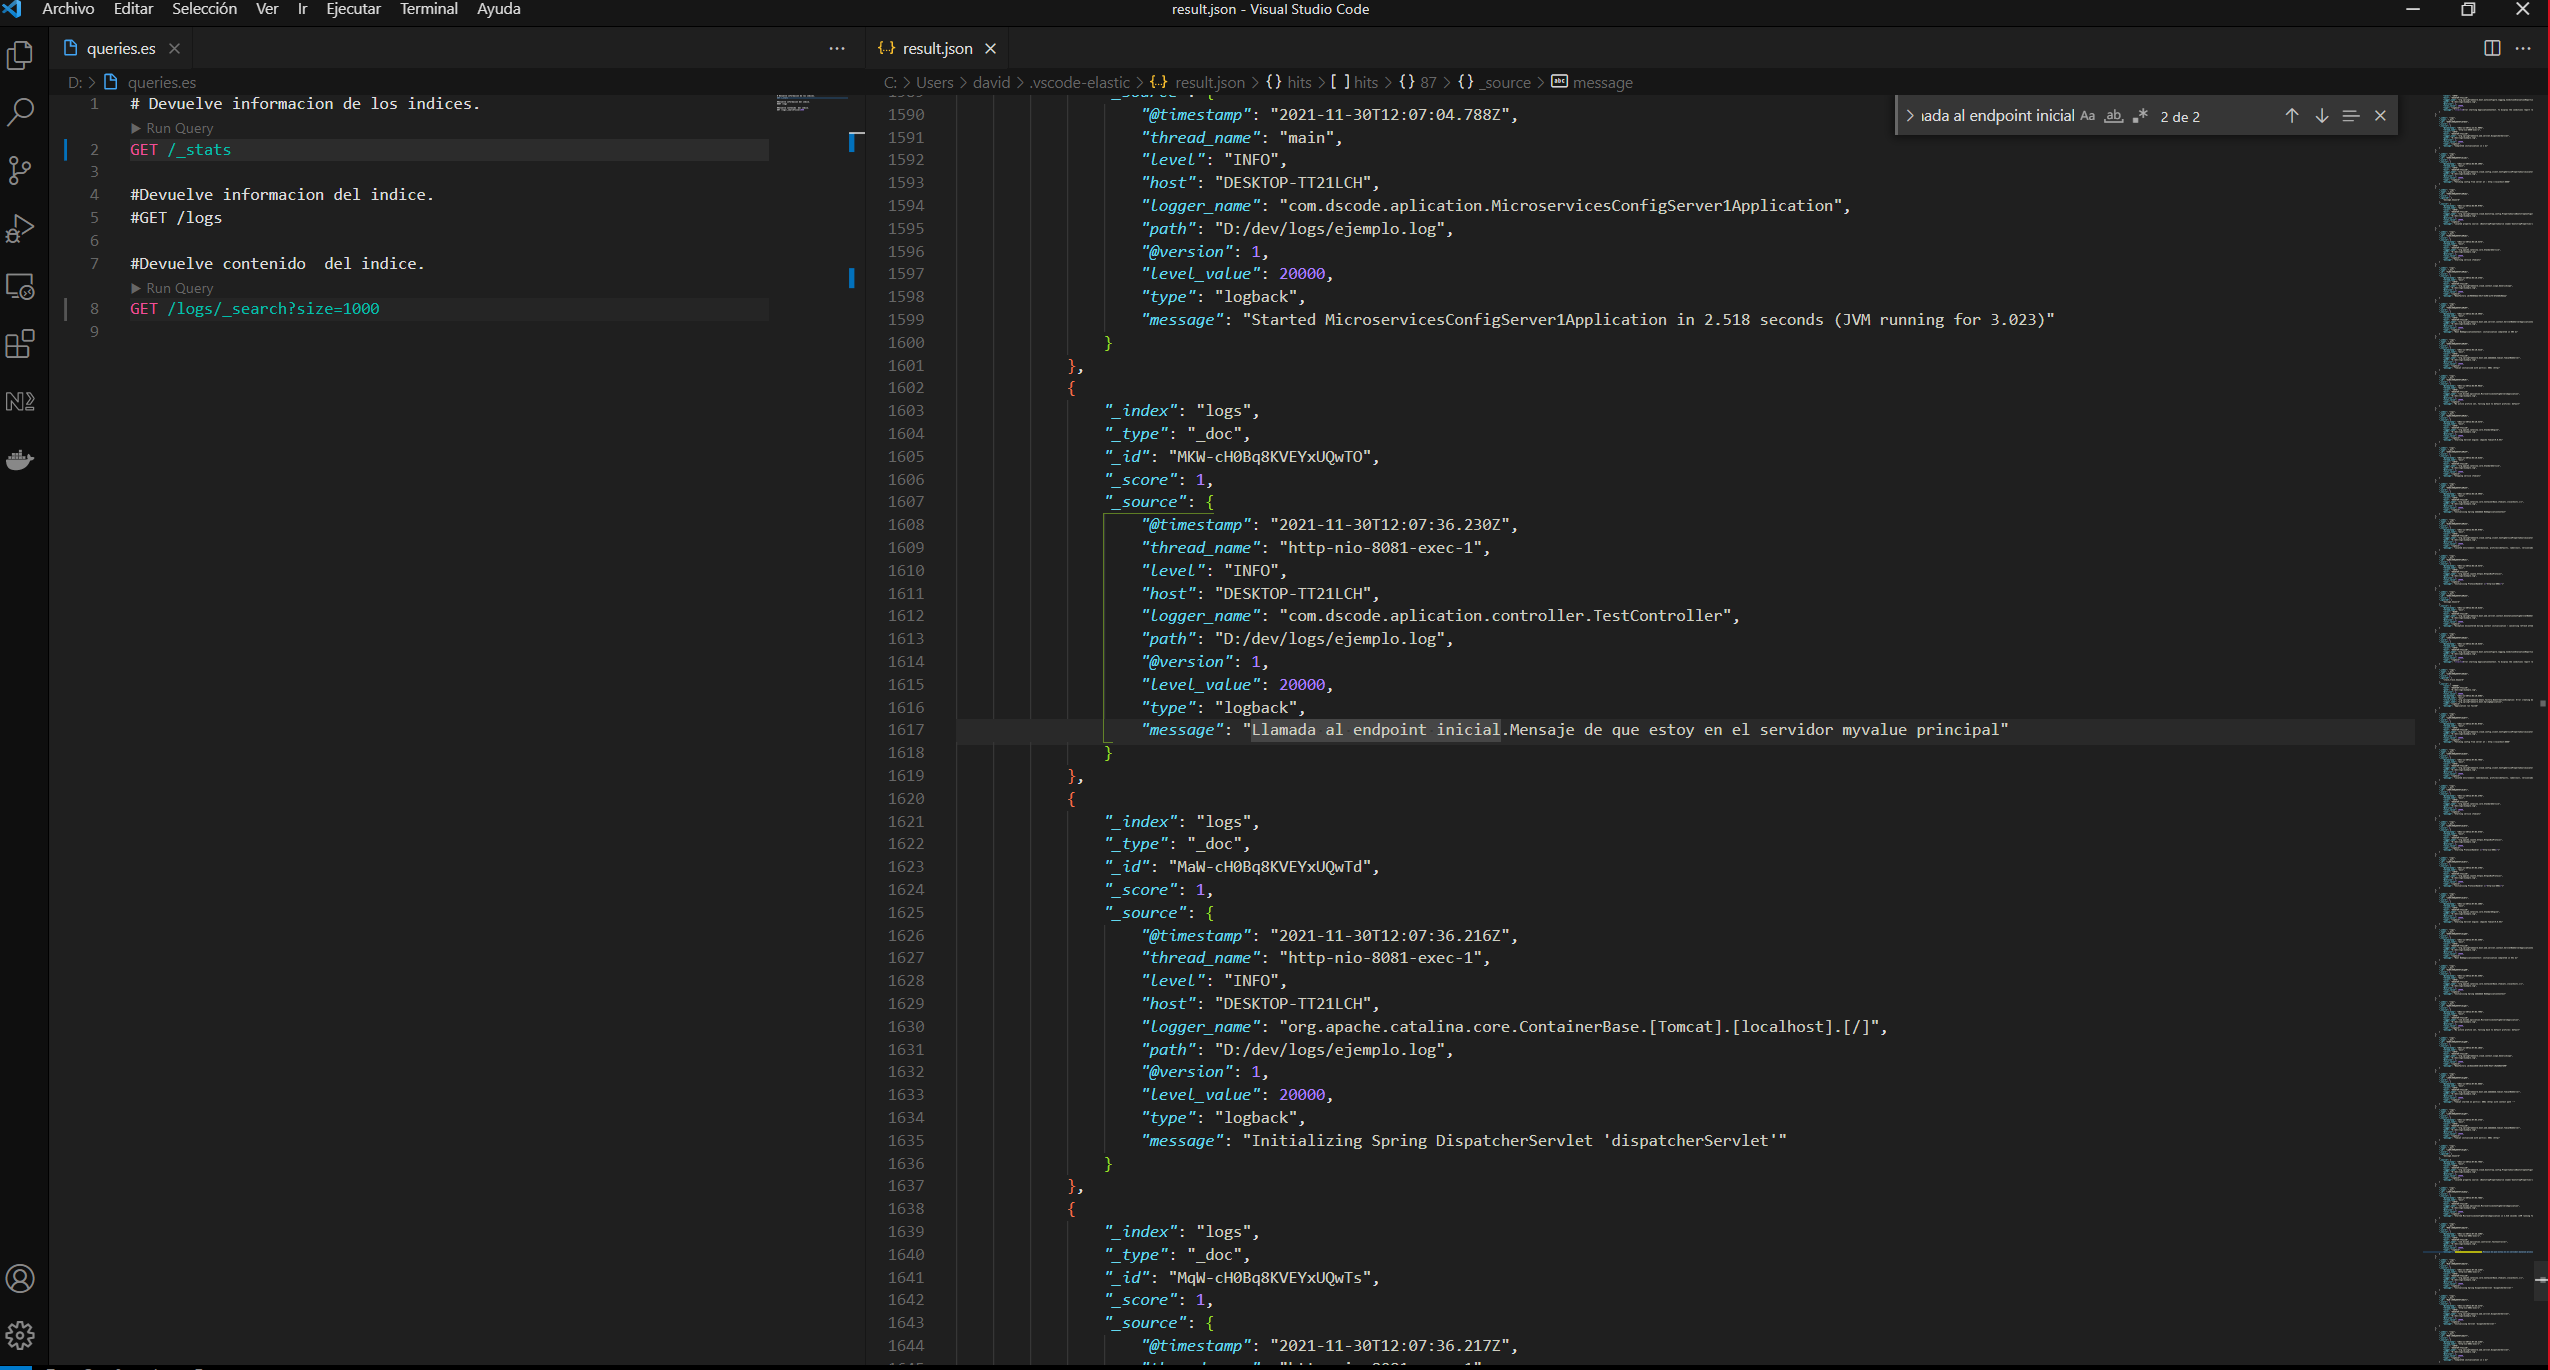 Archivo Editar Selección Ver Ir Ejecutar Terminal Ayuda
result.json - Visual Studio Code
queries.es
D: > queries.es
1 # Devuelve informacion de los indices.
Run Query
2 GET /_stats
3
4 #Devuelve informacion del indice.
5 #GET /logs
6
7 #Devuelve contenido  del indice.
Run Query
8 GET /logs/_search?size=1000
9
result.json
C: > Users > david > .vscode-elastic > {..} result.json > {} hits > [ ] hits > {} 87 > {} _source > abc message
nada al endpoint inicial Aa ab 2 de 2
1590 "@timestamp": "2021-11-30T12:07:04.788Z",
1591 "thread_name": "main",
1592 "level": "INFO",
1593 "host": "DESKTOP-TT21LCH",
1594 "logger_name": "com.dscode.aplication.MicroservicesConfigServer1Application",
1595 "path": "D:/dev/logs/ejemplo.log",
1596 "@version": 1,
1597 "level_value": 20000,
1598 "type": "logback",
1599 "message": "Started MicroservicesConfigServer1Application in 2.518 seconds (JVM running for 3.023)"
1600 }
1601 },
1602 {
1603 "_index": "logs",
1604 "_type": "_doc",
1605 "_id": "MKW-cH0Bq8KVEYxUQwTO",
1606 "_score": 1,
1607 "_source": {
1608 "@timestamp": "2021-11-30T12:07:36.230Z",
1609 "thread_name": "http-nio-8081-exec-1",
1610 "level": "INFO",
1611 "host": "DESKTOP-TT21LCH",
1612 "logger_name": "com.dscode.aplication.controller.TestController",
1613 "path": "D:/dev/logs/ejemplo.log",
1614 "@version": 1,
1615 "level_value": 20000,
1616 "type": "logback",
1617 "message": "Llamada al endpoint inicial.Mensaje de que estoy en el servidor myvalue principal"
1618 }
1619 },
1620 {
1621 "_index": "logs",
1622 "_type": "_doc",
1623 "_id": "MaW-cH0Bq8KVEYxUQwTd",
1624 "_score": 1,
1625 "_source": {
1626 "@timestamp": "2021-11-30T12:07:36.216Z",
1627 "thread_name": "http-nio-8081-exec-1",
1628 "level": "INFO",
1629 "host": "DESKTOP-TT21LCH",
1630 "logger_name": "org.apache.catalina.core.ContainerBase.[Tomcat].[localhost].[/]",
1631 "path": "D:/dev/logs/ejemplo.log",
1632 "@version": 1,
1633 "level_value": 20000,
1634 "type": "logback",
1635 "message": "Initializing Spring DispatcherServlet 'dispatcherServlet'"
1636 }
1637 },
1638 {
1639 "_index": "logs",
1640 "_type": "_doc",
1641 "_id": "MqW-cH0Bq8KVEYxUQwTs",
1642 "_score": 1,
1643 "_source": {
1644 "@timestamp": "2021-11-30T12:07:36.217Z",